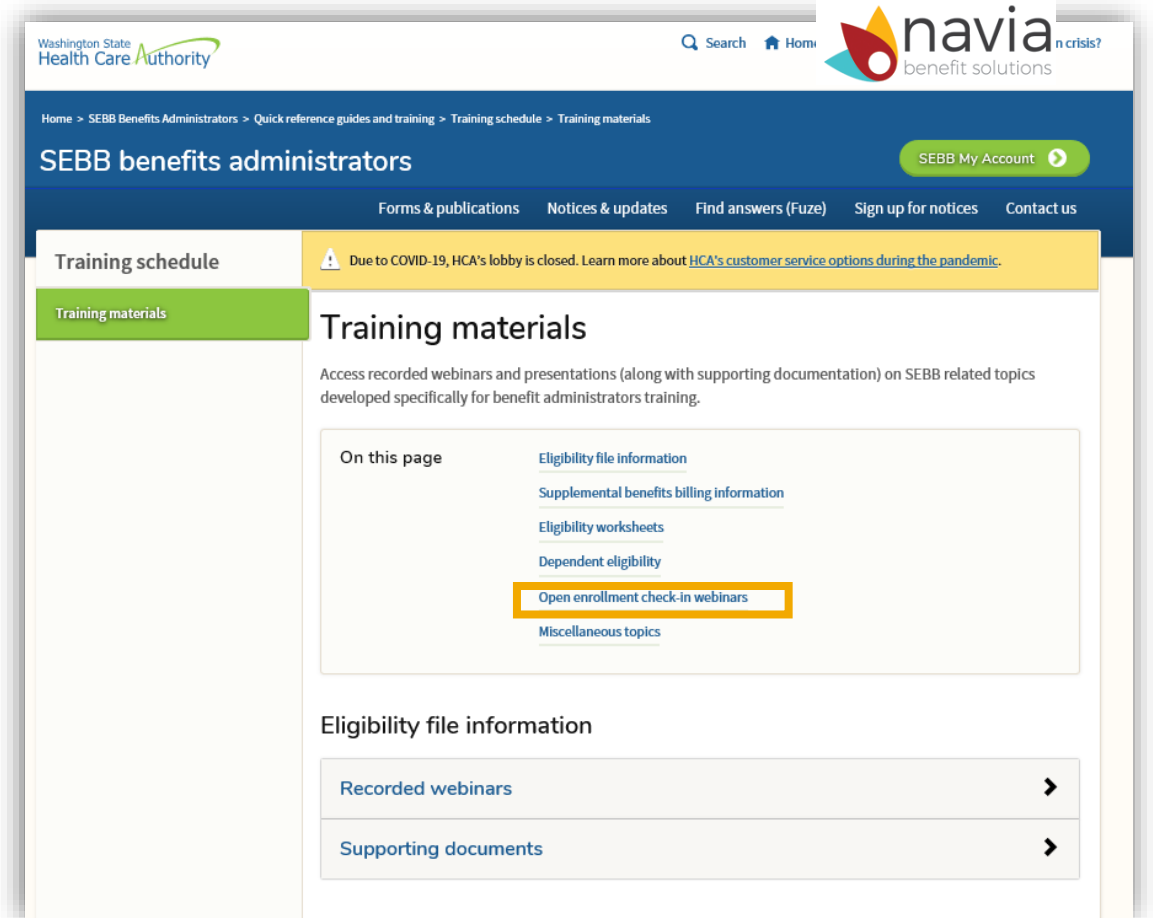 Washington State
Health Care Authority
Search Home n crisis?
navia
benefit solutions
Home > SEBB Benefits Administrators > Quick reference guides and training > Training schedule > Training materials
SEBB benefits administrators
SEBB My Account
Forms & publications Notices & updates Find answers (Fuze) Sign up for notices Contact us
Training schedule
Training materials
Due to COVID-19, HCA's lobby is closed. Learn more about HCA's customer service options during the pandemic.
Training materials
Access recorded webinars and presentations (along with supporting documentation) on SEBB related topics
developed specifically for benefit administrators training.
On this page
Eligibility file information
Supplemental benefits billing information
Eligibility worksheets
Dependent eligibility
Open enrollment check-in webinars
Miscellaneous topics
Eligibility file information
Recorded webinars
Supporting documents